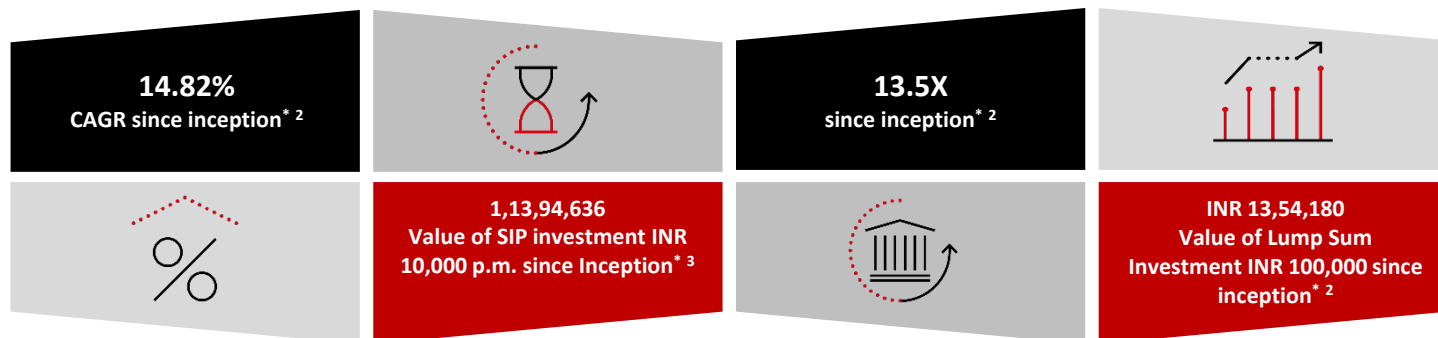 14.82%
CAGR since inception* 2
13.5X
since inception* 2
1,13,94,636
Value of SIP investment INR
10,000 p.m. since Inception* 3
INR 13,54,180
Value of Lump Sum
Investment INR 100,000 since
inception* 2